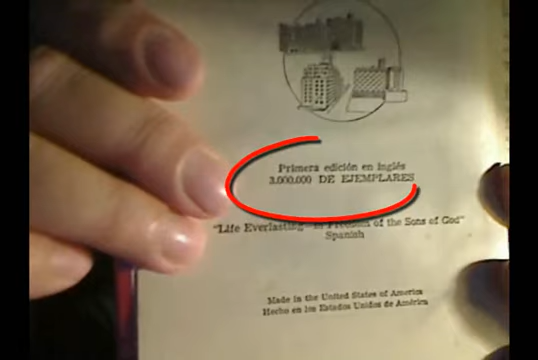 Primera edición en inglés
3.000.000 DE EJEMPLARES
"Life Everlasting—in Freedom of the Sons of God"
Spanish
Made in the United States of America
Hecho en los Estados Unidos de América